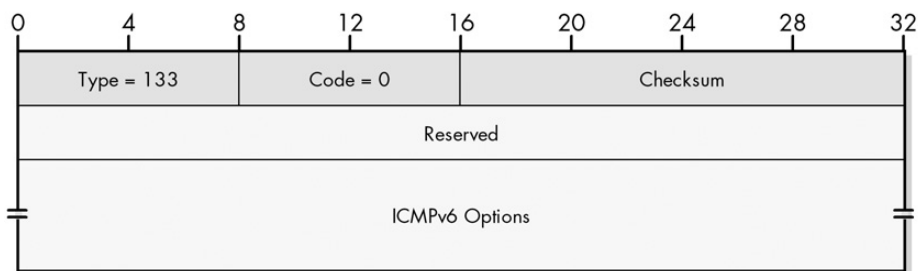 0 4 8 12 16 20 24 28 32
Type = 133 Code = 0 Checksum
Reserved
ICMPv6 Options